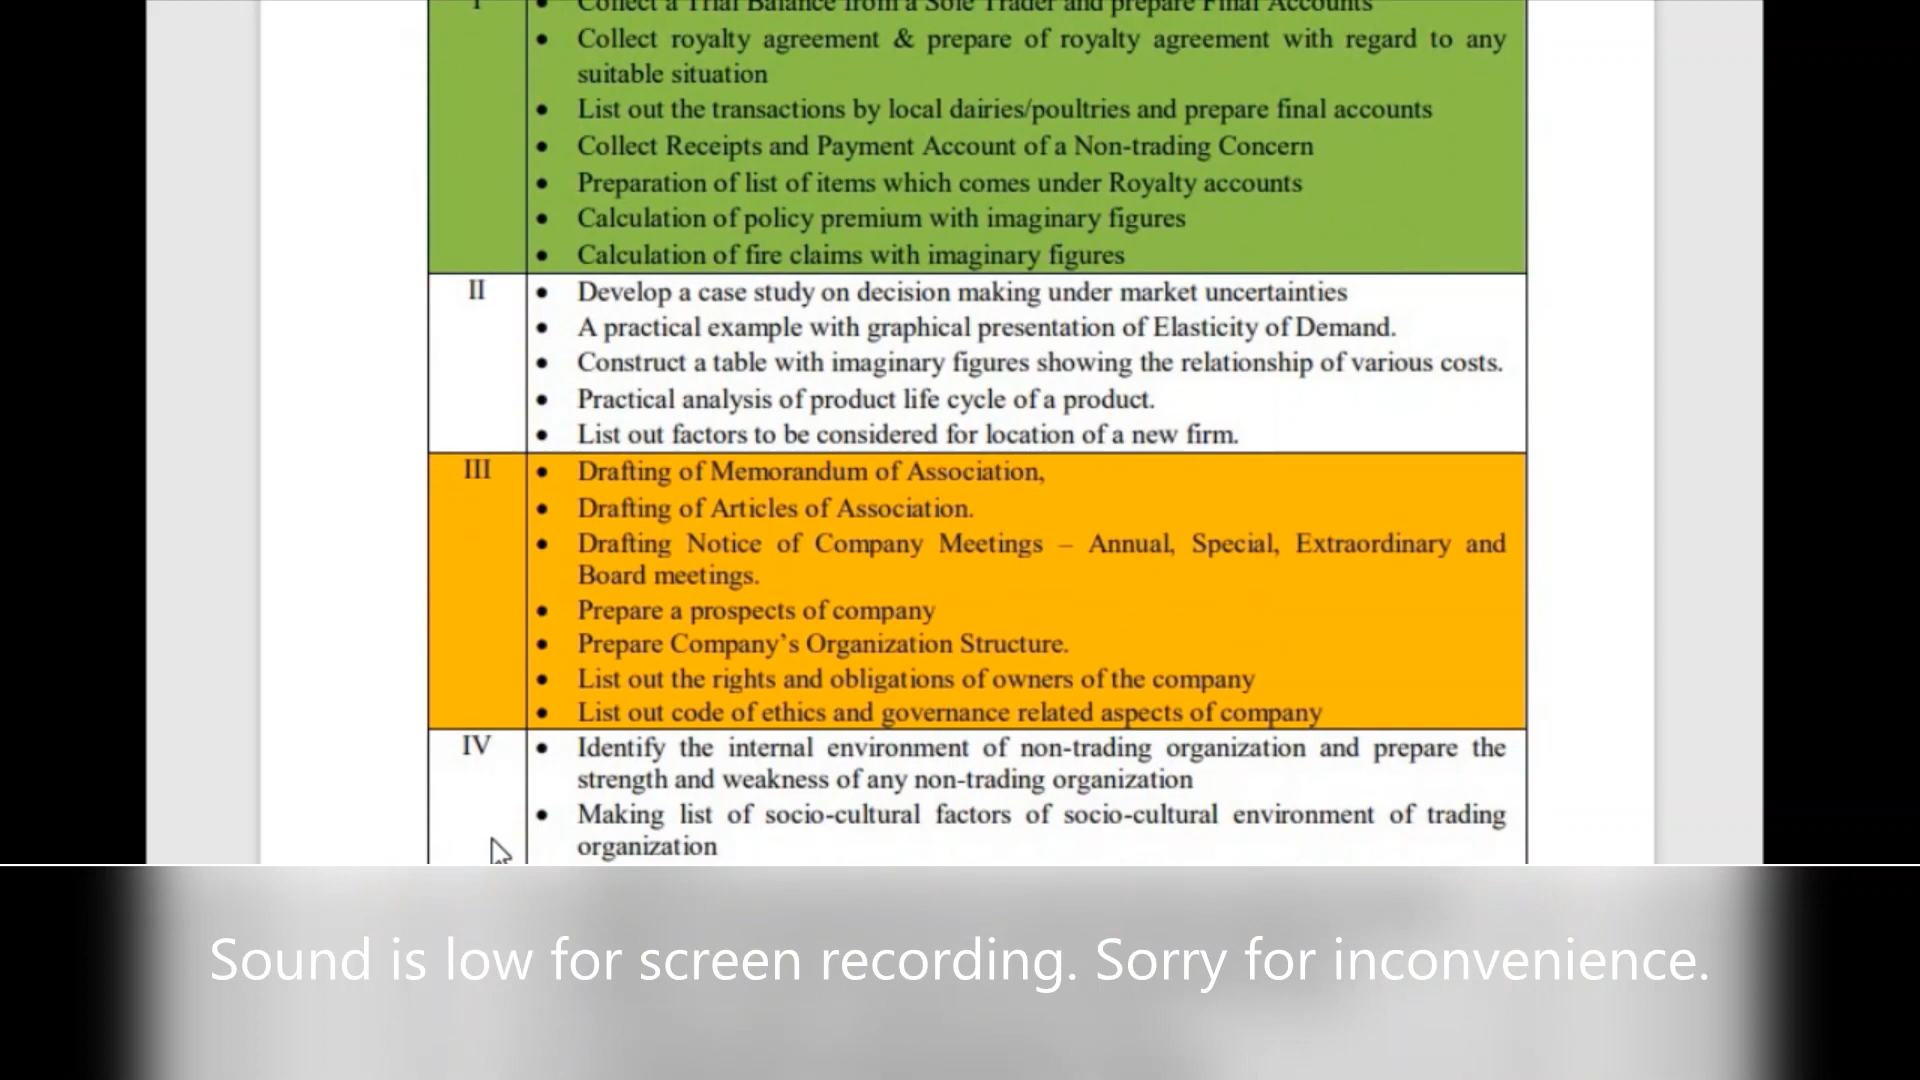 I
• Collect a Trial Balance from a Sole Trader and prepare Final Accounts
• Collect royalty agreement & prepare of royalty agreement with regard to any
suitable situation
• List out the transactions by local dairies/poultries and prepare final accounts
• Collect Receipts and Payment Account of a Non-trading Concern
• Preparation of list of items which comes under Royalty accounts
• Calculation of policy premium with imaginary figures
• Calculation of fire claims with imaginary figures
II
• Develop a case study on decision making under market uncertainties
• A practical example with graphical presentation of Elasticity of Demand.
• Construct a table with imaginary figures showing the relationship of various costs.
• Practical analysis of product life cycle of a product.
• List out factors to be considered for location of a new firm.
III
• Drafting of Memorandum of Association,
• Drafting of Articles of Association.
• Drafting Notice of Company Meetings – Annual, Special, Extraordinary and
Board meetings.
• Prepare a prospects of company
• Prepare Company’s Organization Structure.
• List out the rights and obligations of owners of the company
• List out code of ethics and governance related aspects of company
IV
• Identify the internal environment of non-trading organization and prepare the
strength and weakness of any non-trading organization
• Making list of socio-cultural factors of socio-cultural environment of trading
organization
Sound is low for screen recording. Sorry for inconvenience.